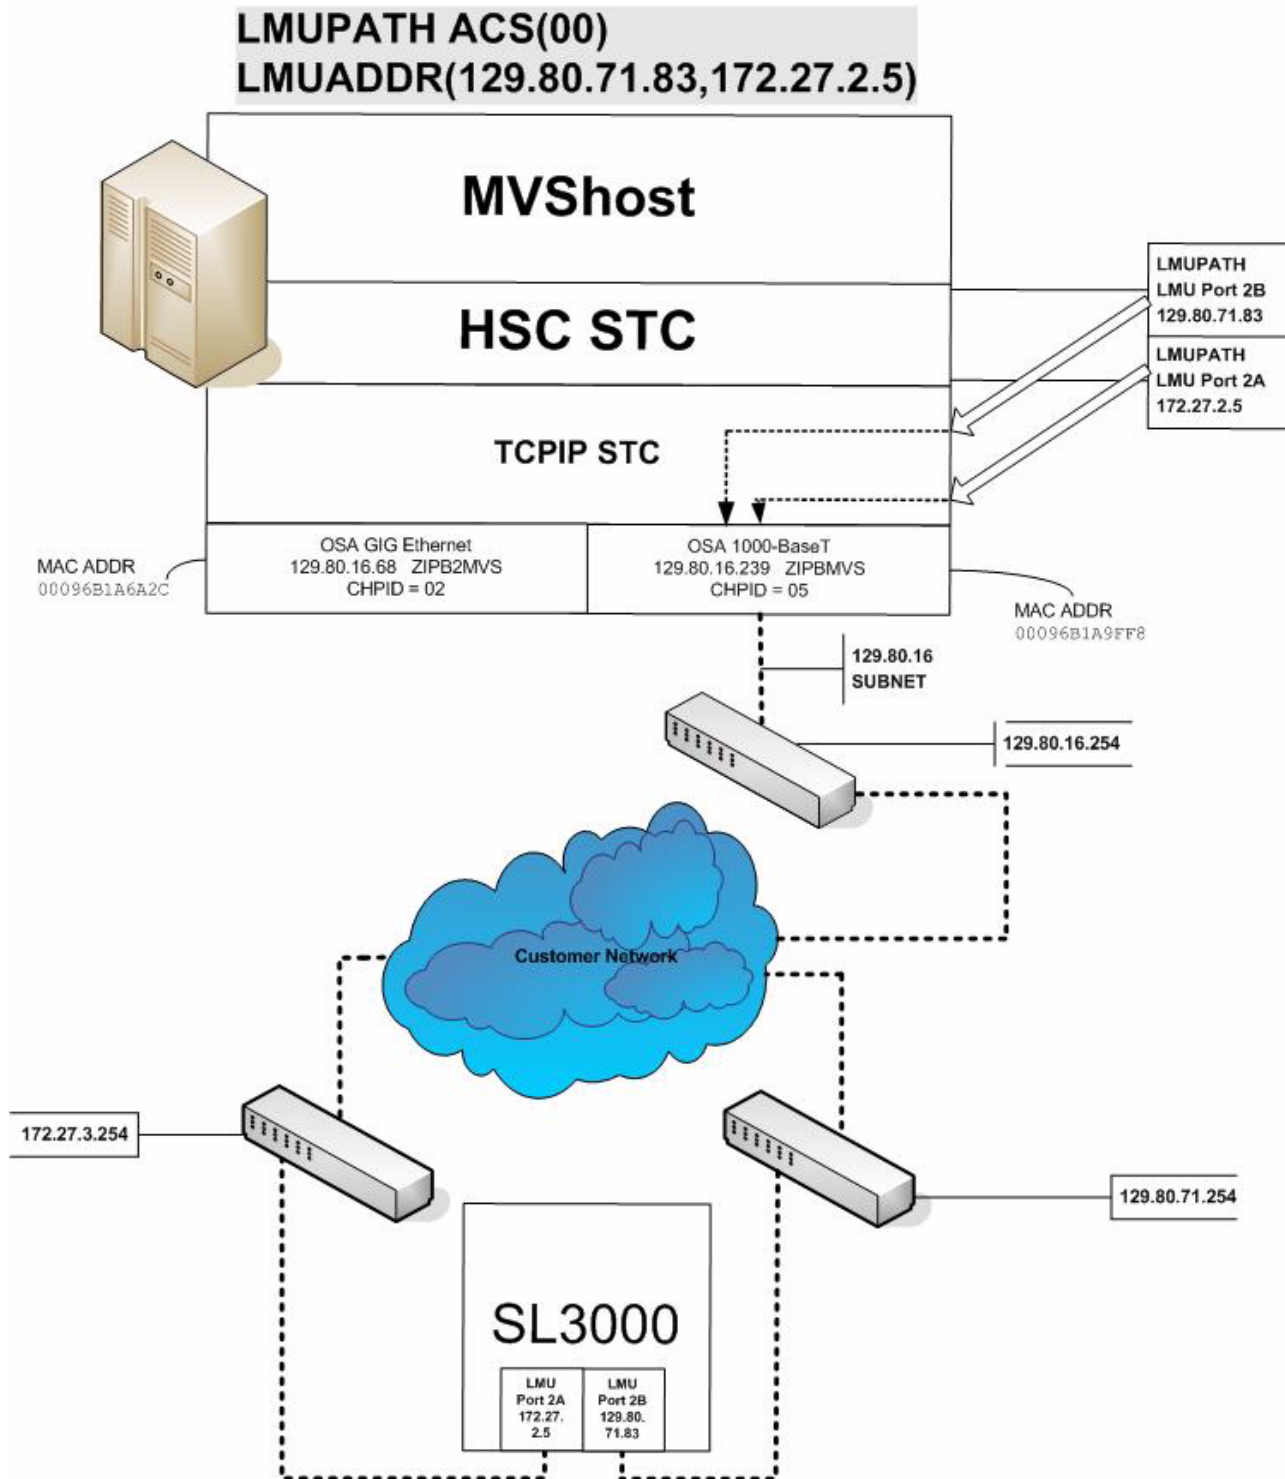 LMUPATH ACS(00)
LMUADDR(129.80.71.83,172.27.2.5)
MVShost
HSC STC
TCPIP STC
LMUPATH
LMU Port 2B
129.80.71.83
LMUPATH
LMU Port 2A
172.27.2.5
OSA GIG Ethernet
129.80.16.68 ZIPB2MVS
CHPID = 02
OSA 1000-BaseT
129.80.16.239 ZIPBMVS
CHPID = 05
MAC ADDR
00096B1A6A2C
MAC ADDR
00096B1A9FF8
129.80.16
SUBNET
129.80.16.254
Customer Network
172.27.3.254
129.80.71.254
SL3000
LMU
Port 2A
172.27.
2.5
LMU
Port 2B
129.80.
71.83